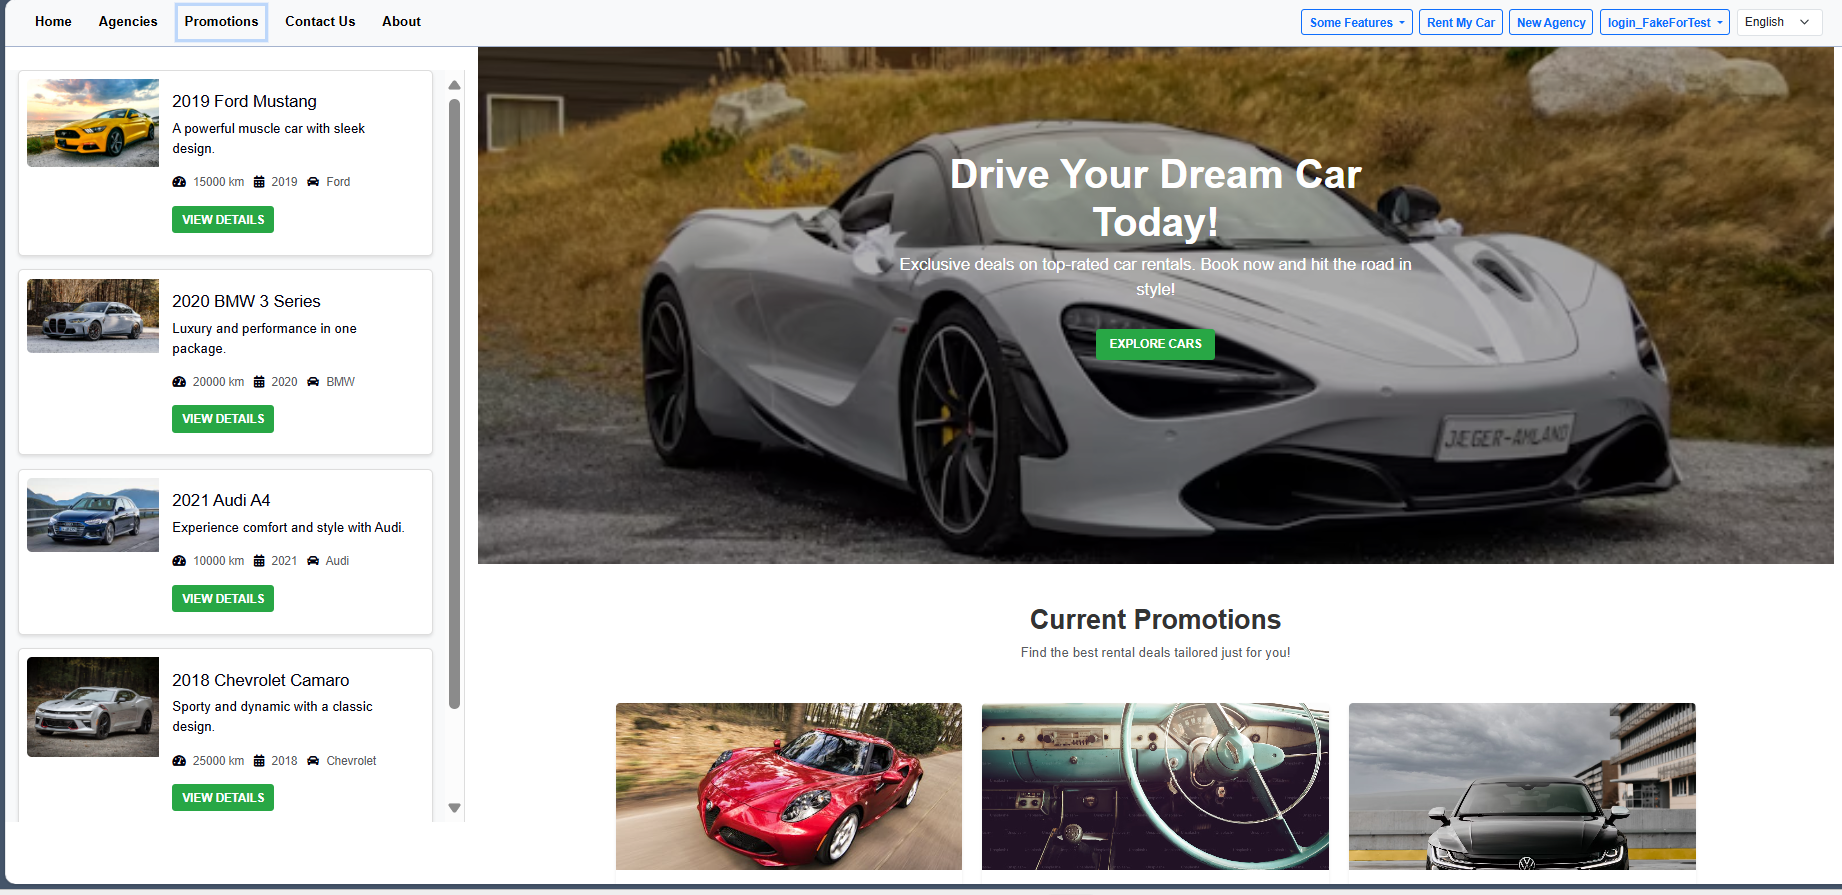 Home Agencies Promotions Contact Us About Some Features Rent My Car New Agency login_FakeForTest English
2019 Ford Mustang
A powerful muscle car with sleek
design.
15000 km 2019 Ford
VIEW DETAILS
2020 BMW 3 Series
Luxury and performance in one
package.
20000 km 2020 BMW
VIEW DETAILS
2021 Audi A4
Experience comfort and style with Audi.
10000 km 2021 Audi
VIEW DETAILS
2018 Chevrolet Camaro
Sporty and dynamic with a classic
design.
25000 km 2018 Chevrolet
VIEW DETAILS
Drive Your Dream Car
Today!
Exclusive deals on top-rated car rentals. Book now and hit the road in
style!
EXPLORE CARS
JÆGER-AMLAND
Current Promotions
Find the best rental deals tailored just for you!